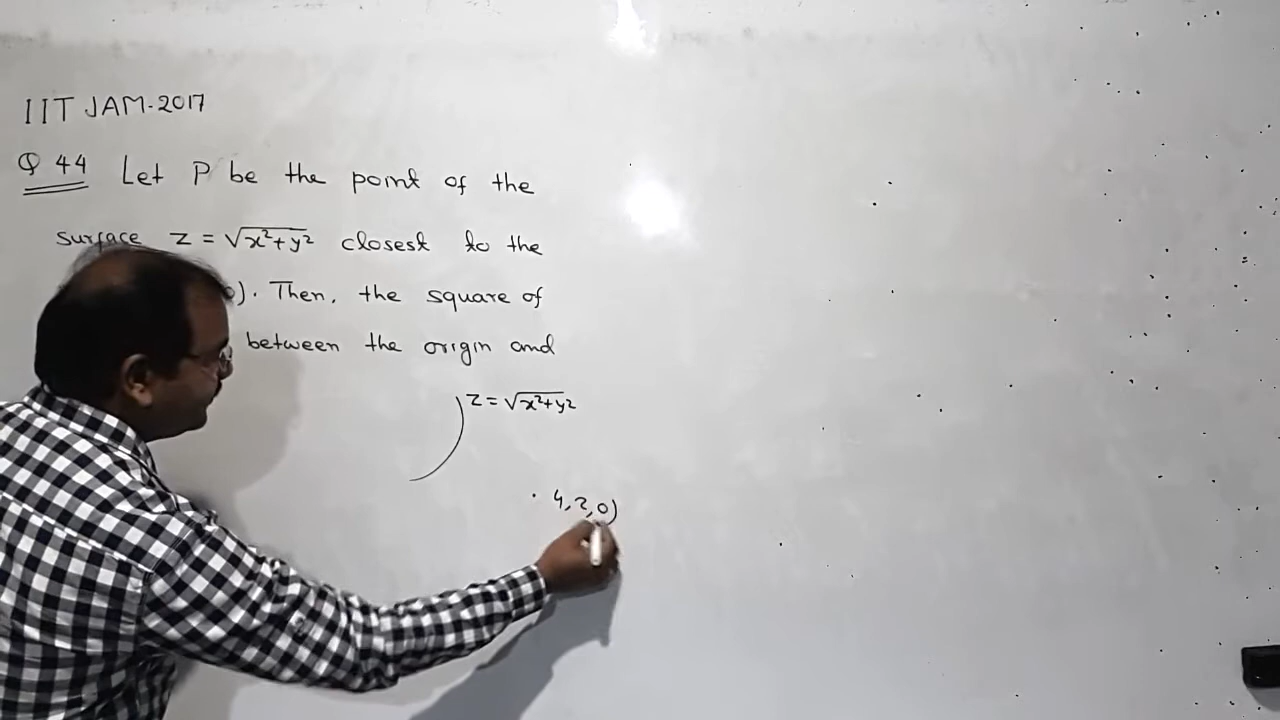 IIT JAM-2017
Q 44 Let P be the point of the
surface z = √x²+y² closest to the
). Then, the square of
between the origin and
z = √x²+y²
4,2,0)